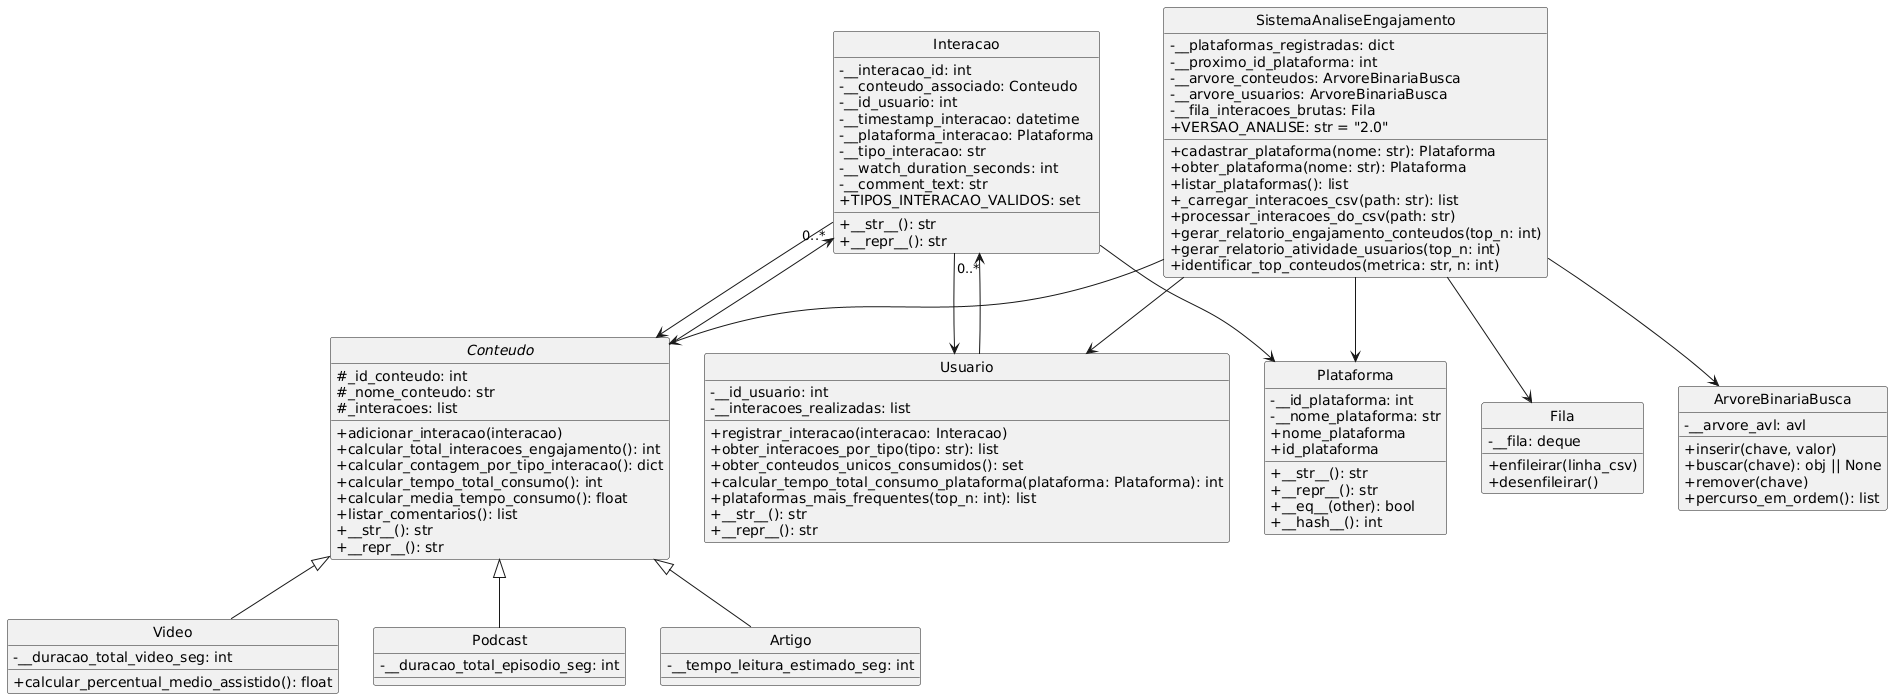 SistemaAnaliseEngajamento
-__plataformas_registradas: dict
-__proximo_id_plataforma: int
-__arvore_conteudos: ArvoreBinariaBusca
-__arvore_usuarios: ArvoreBinariaBusca
-__fila_interacoes_brutas: Fila
+VERSAO_ANALISE: str = "2.0"
+cadastrar_plataforma(nome: str): Plataforma
+obter_plataforma(nome: str): Plataforma
+listar_plataformas(): list
+_carregar_interacoes_csv(path: str): list
+processar_interacoes_do_csv(path: str)
+gerar_relatorio_engajamento_conteudos(top_n: int)
+gerar_relatorio_atividade_usuarios(top_n: int)
+identificar_top_conteudos(metrica: str, n: int)
Interacao
-__interacao_id: int
-__conteudo_associado: Conteudo
-__id_usuario: int
-__timestamp_interacao: datetime
-__plataforma_interacao: Plataforma
-__tipo_interacao: str
-__watch_duration_seconds: int
-__comment_text: str
+TIPOS_INTERACAO_VALIDOS: set
+__str__(): str
+__repr__(): str
0..*
0..*
Conteudo
#_id_conteudo: int
#_nome_conteudo: str
#_interacoes: list
+adicionar_interacao(interacao)
+calcular_total_interacoes_engajamento(): int
+calcular_contagem_por_tipo_interacao(): dict
+calcular_tempo_total_consumo(): int
+calcular_media_tempo_consumo(): float
+listar_comentarios(): list
+__str__(): str
+__repr__(): str
Usuario
-__id_usuario: int
-__interacoes_realizadas: list
+registrar_interacao(interacao: Interacao)
+obter_interacoes_por_tipo(tipo: str): list
+obter_conteudos_unicos_consumidos(): set
+calcular_tempo_total_consumo_plataforma(plataforma: Plataforma): int
+plataformas_mais_frequentes(top_n: int): list
+__str__(): str
+__repr__(): str
Plataforma
-__id_plataforma: int
-__nome_plataforma: str
+nome_plataforma
+id_plataforma
+__str__(): str
+__repr__(): str
+__eq__(other): bool
+__hash__(): int
Fila
-__fila: deque
+enfileirar(linha_csv)
+desenfileirar()
ArvoreBinariaBusca
-__arvore_avl: avl
+inserir(chave, valor)
+buscar(chave): obj || None
+remover(chave)
+percurso_em_ordem(): list
Video
-__duracao_total_video_seg: int
+calcular_percentual_medio_assistido(): float
Podcast
-__duracao_total_episodio_seg: int
Artigo
-__tempo_leitura_estimado_seg: int